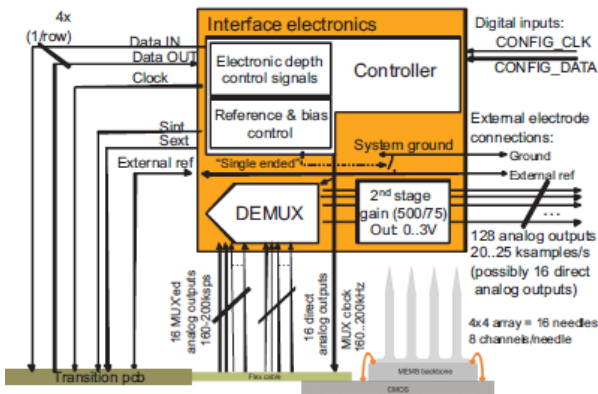 4x
(1/row)
Data IN
Data OUT
Clock
Sint
Sext
External ref
Interface electronics
Electronic depth
control signals
Controller
Reference & bias
control
"Single ended"
System ground
DEMUX
2nd stage
gain (500/75)
Out: 0..3V
Digital inputs:
CONFIG_CLK
CONFIG_DATA
External electrode
connections:
Ground
External ref
...
128 analog outputs
20..25 ksamples/s
(possibly 16 direct
analog outputs)
16 MUX'ed
analog outputs
160-200ksps
16 direct
analog outputs
MUX clock
160...200kHz
4x4 array = 16 needles
8 channels/needle
MEMS backbone
CMOS
Transition pcb
Flex cable